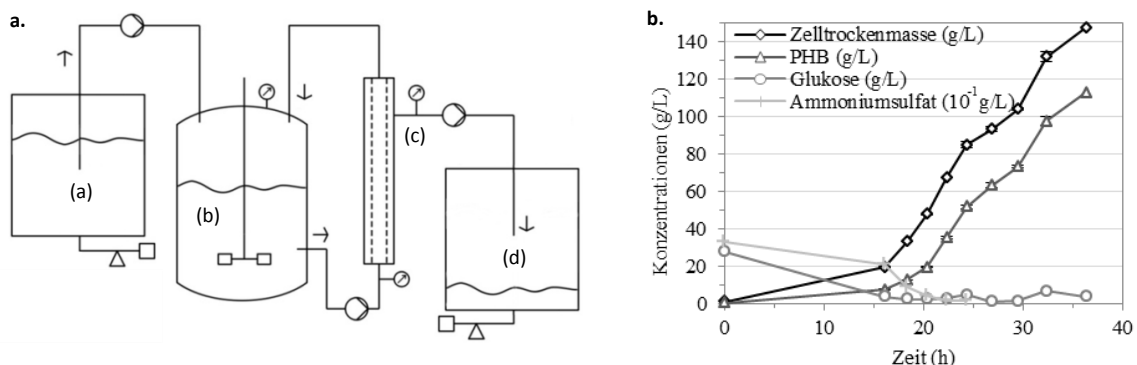 a.
(a)
(b)
(c)
(d)
b.
Konzentrationen (g/L)
140
120
100
80
60
40
20
0
Zelltrockenmasse (g/L)
PHB (g/L)
Glukose (g/L)
Ammoniumsulfat (10⁻¹g/L)
0 10 20 30 40
Zeit (h)